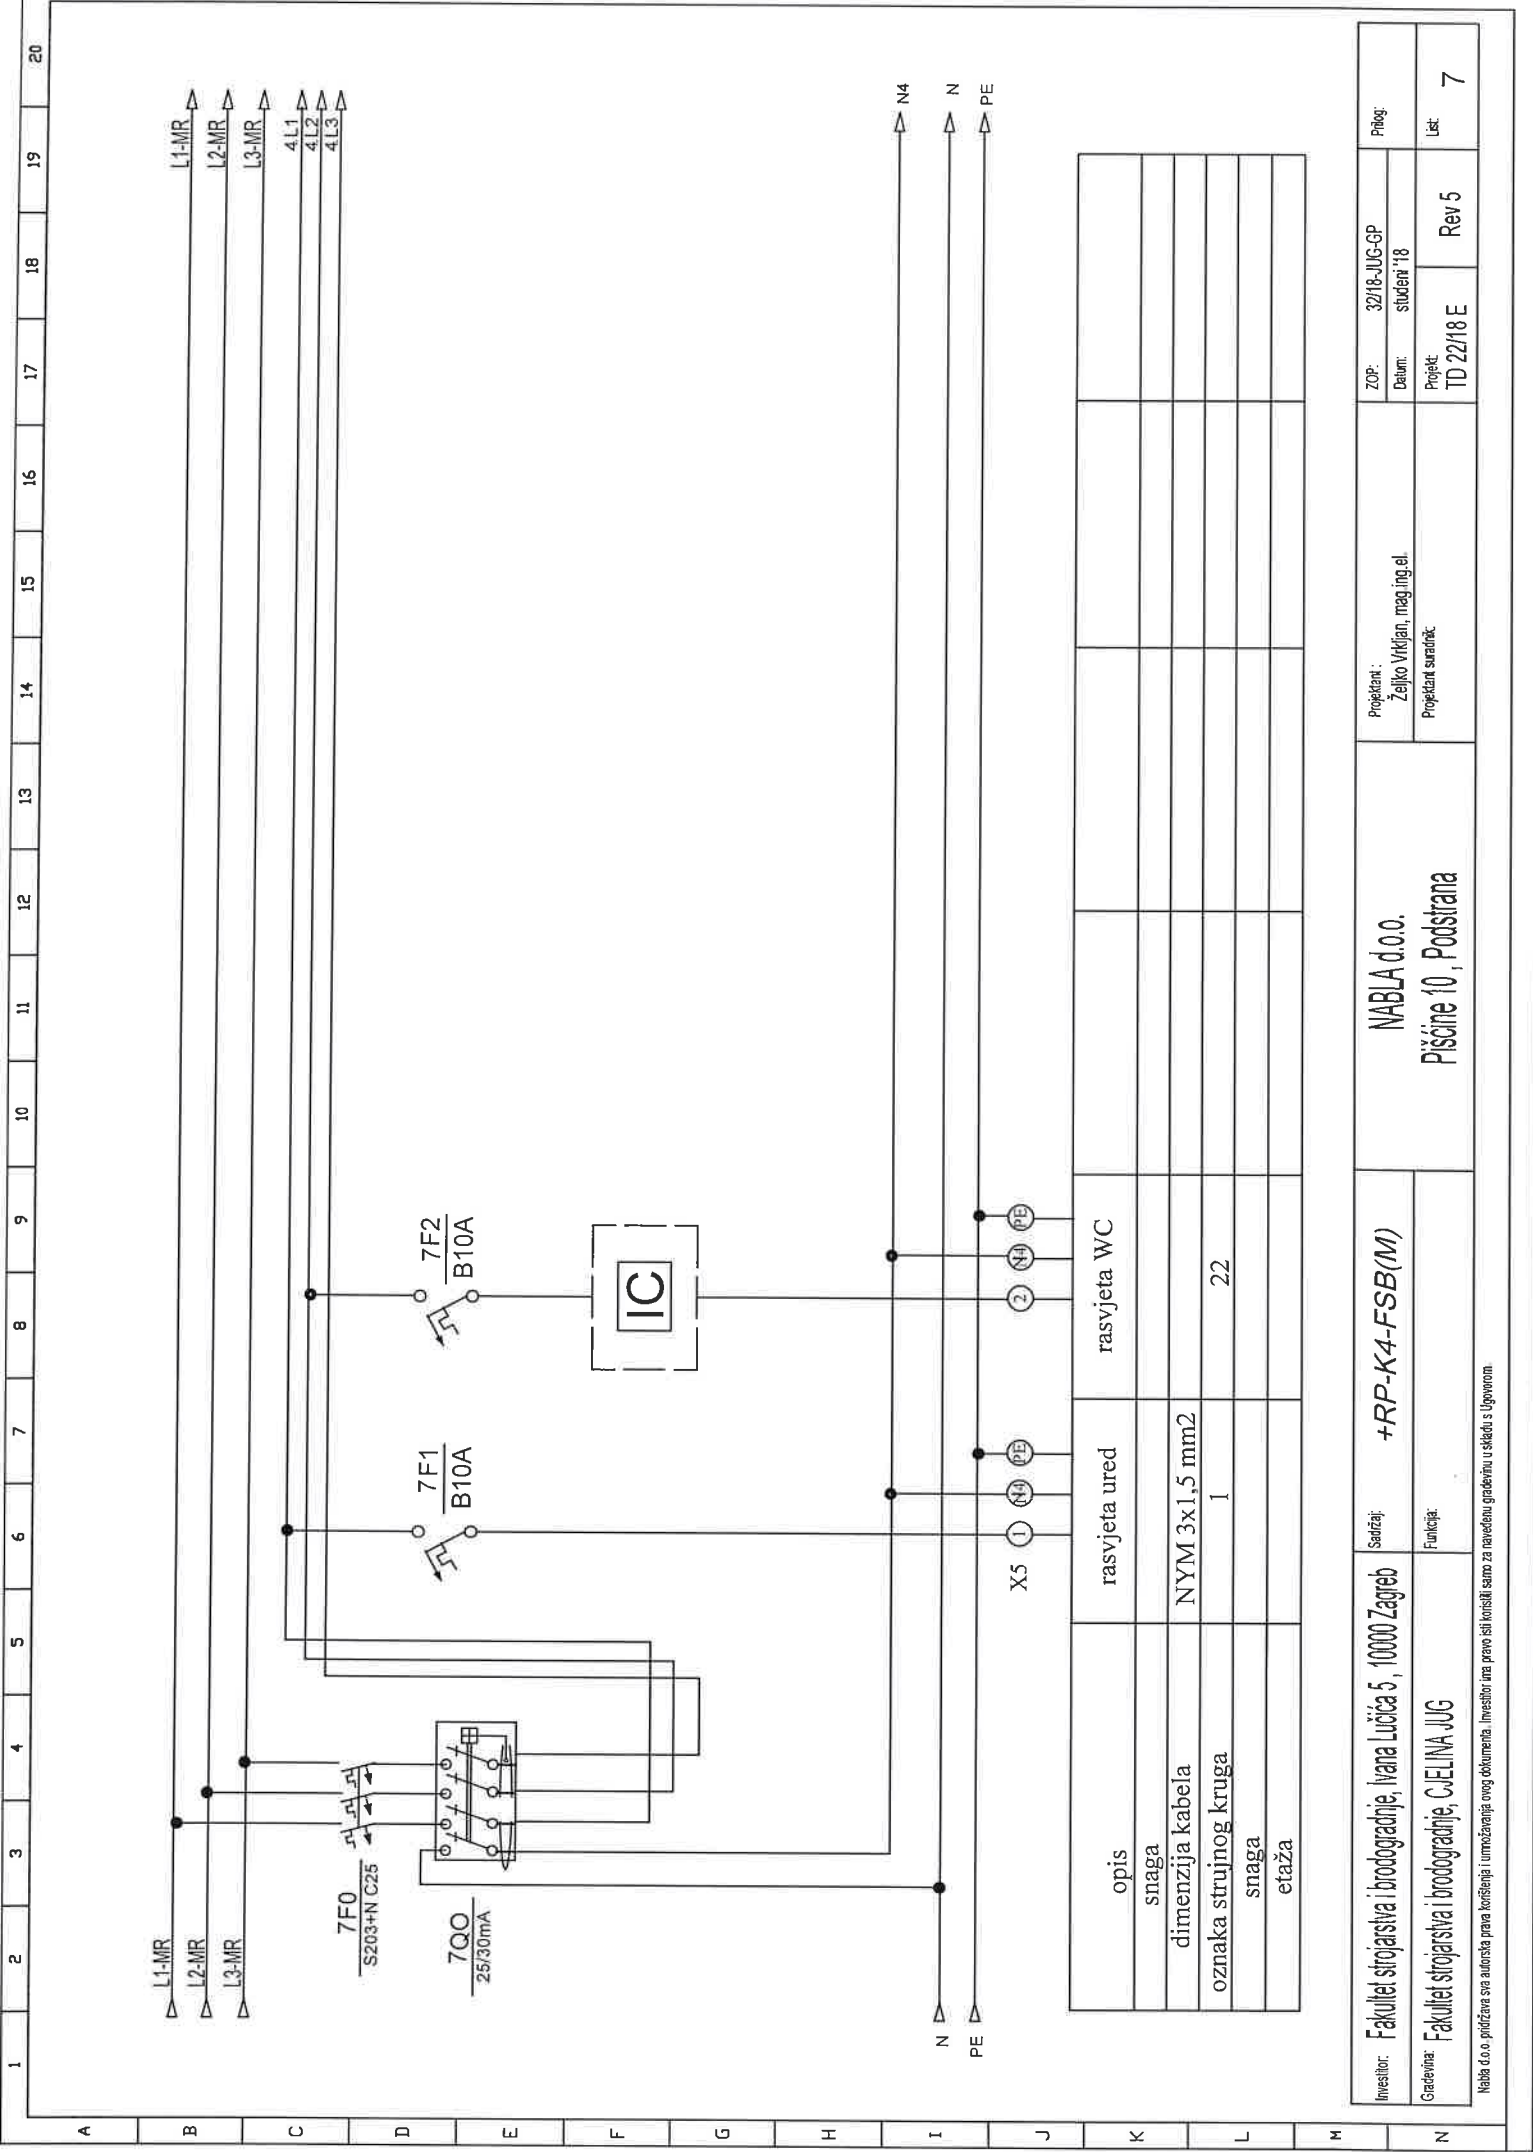 1 2 3 4 5 6 7 8 9 10 11 12 13 14 15 16 17 18 19 20
A
B
C
D
E
F
G
H
I
J
K
L
M
N
L1-MR
L2-MR
L3-MR
L1-MR
L2-MR
L3-MR
4.L1
4.L2
4.L3
7F0
S203+N C25
7QO
25/30mA
7F1
B10A
7F2
B10A
IC
N4
N
PE
N
PE
X5 1 N4 PE 2 N4 PE
opis rasvjeta ured rasvjeta WC
snaga
dimenzija kabela NYM 3x1,5 mm2
oznaka strujnog kruga 1 22
snaga
etaža
Investitor: Fakultet strojarstva i brodogradnje, Ivana Lučića 5, 10000 Zagreb
Građevina: Fakultet strojarstva i brodogradnje, CJELINA JUG
Sadržaj: +RP-K4-FSB(M)
Funkcija:
NABLA d.o.o.
Pišćine 10, Podstrana
Projektant:
Željko Vrkljan, mag.ing.el.
Projektant suradnik:
ZOP: 32/18-JUG-GP
Datum: studeni '18
Projekt:
TD 22/18 E
Rev 5
Prilog:
List:
7
Nabla d.o.o. pridržava sva autorska prava korištenja i umnožavanja ovog dokumenta. Investitor ima pravo isti koristiti samo za navedenu građevinu u skladu s Ugovorom.